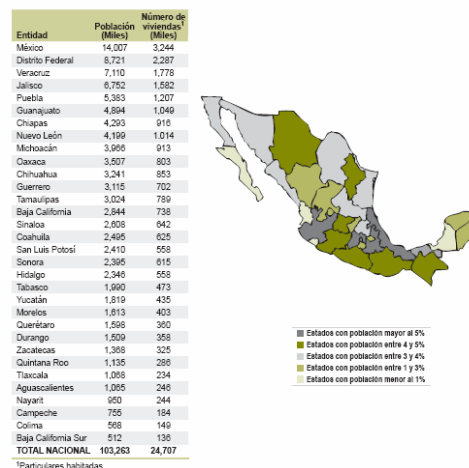 Entidad Población (Miles) Número de viviendas¹ (Miles)
México 14,007 3,244
Distrito Federal 8,721 2,287
Veracruz 7,110 1,778
Jalisco 6,752 1,582
Puebla 5,383 1,207
Guanajuato 4,894 1,049
Chiapas 4,293 916
Nuevo León 4,199 1.014
Michoacán 3,966 913
Oaxaca 3,507 803
Chihuahua 3,241 853
Guerrero 3,115 702
Tamaulipas 3,024 789
Baja California 2,844 738
Sinaloa 2,608 642
Coahuila 2,495 625
San Luis Potosí 2,410 558
Sonora 2,395 615
Hidalgo 2,346 558
Tabasco 1,990 473
Yucatán 1,819 435
Morelos 1,613 403
Querétaro 1,598 360
Durango 1,509 358
Zacatecas 1,368 325
Quintana Roo 1,135 286
Tlaxcala 1,068 234
Aguascalientes 1,065 246
Nayarit 950 244
Campeche 755 184
Colima 568 149
Baja California Sur 512 136
TOTAL NACIONAL 103,263 24,707
¹Particulares habitadas
Estados con población mayor al 5%
Estados con población entre 4 y 5%
Estados con población entre 3 y 4%
Estados con población entre 1 y 3%
Estados con población menor al 1%